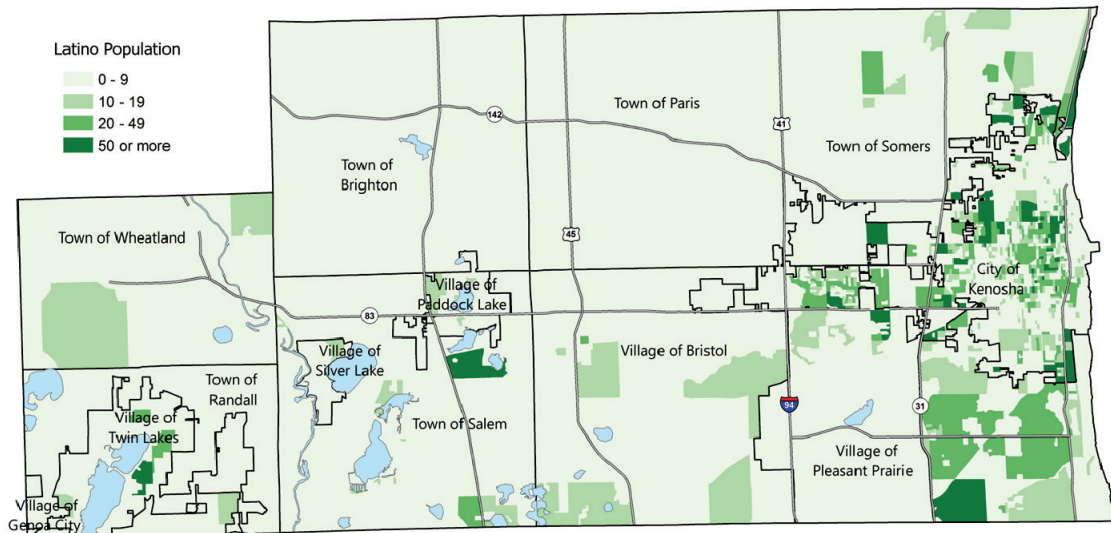 Latino Population
0 - 9
10 - 19
20 - 49
50 or more
142
Town of Paris
41
Town of Somers
Town of
Brighton
Town of Wheatland
45
Village of
Paddock Lake
City of
Kenosha
83
Village of
Silver Lake
Village of Bristol
Town of
Randall
Village of
Twin Lakes
Town of Salem
94
31
Village of
Pleasant Prairie
Village of
Genoa City